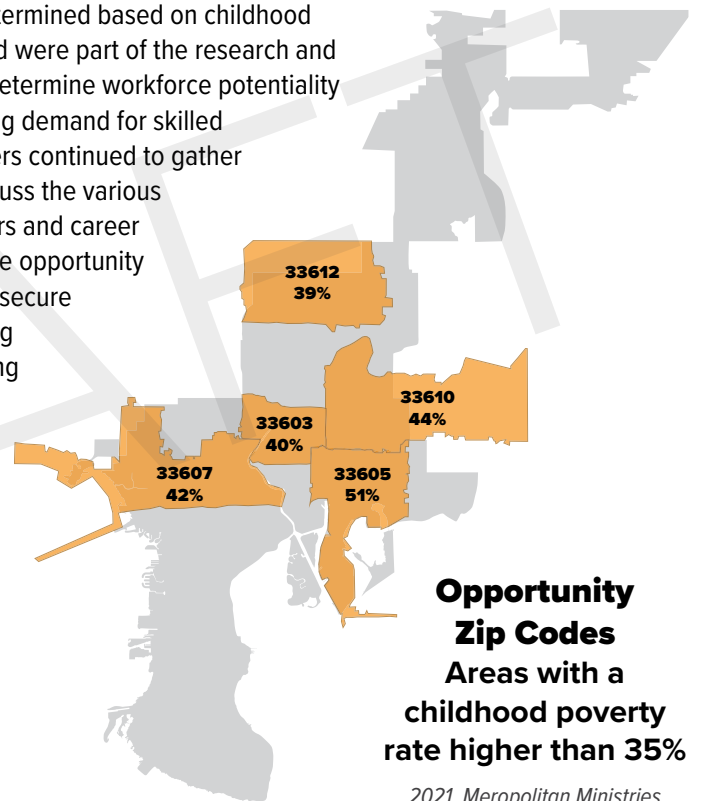 termined based on childhood
d were part of the research and
etermine workforce potentiality
g demand for skilled
ers continued to gather
uss the various
rs and career
e opportunity
secure
g
ng
33612
39%
33610
44%
33603
40%
33607
42%
33605
51%
Opportunity
Zip Codes
Areas with a
childhood poverty
rate higher than 35%
2021, Meropolitan Ministries